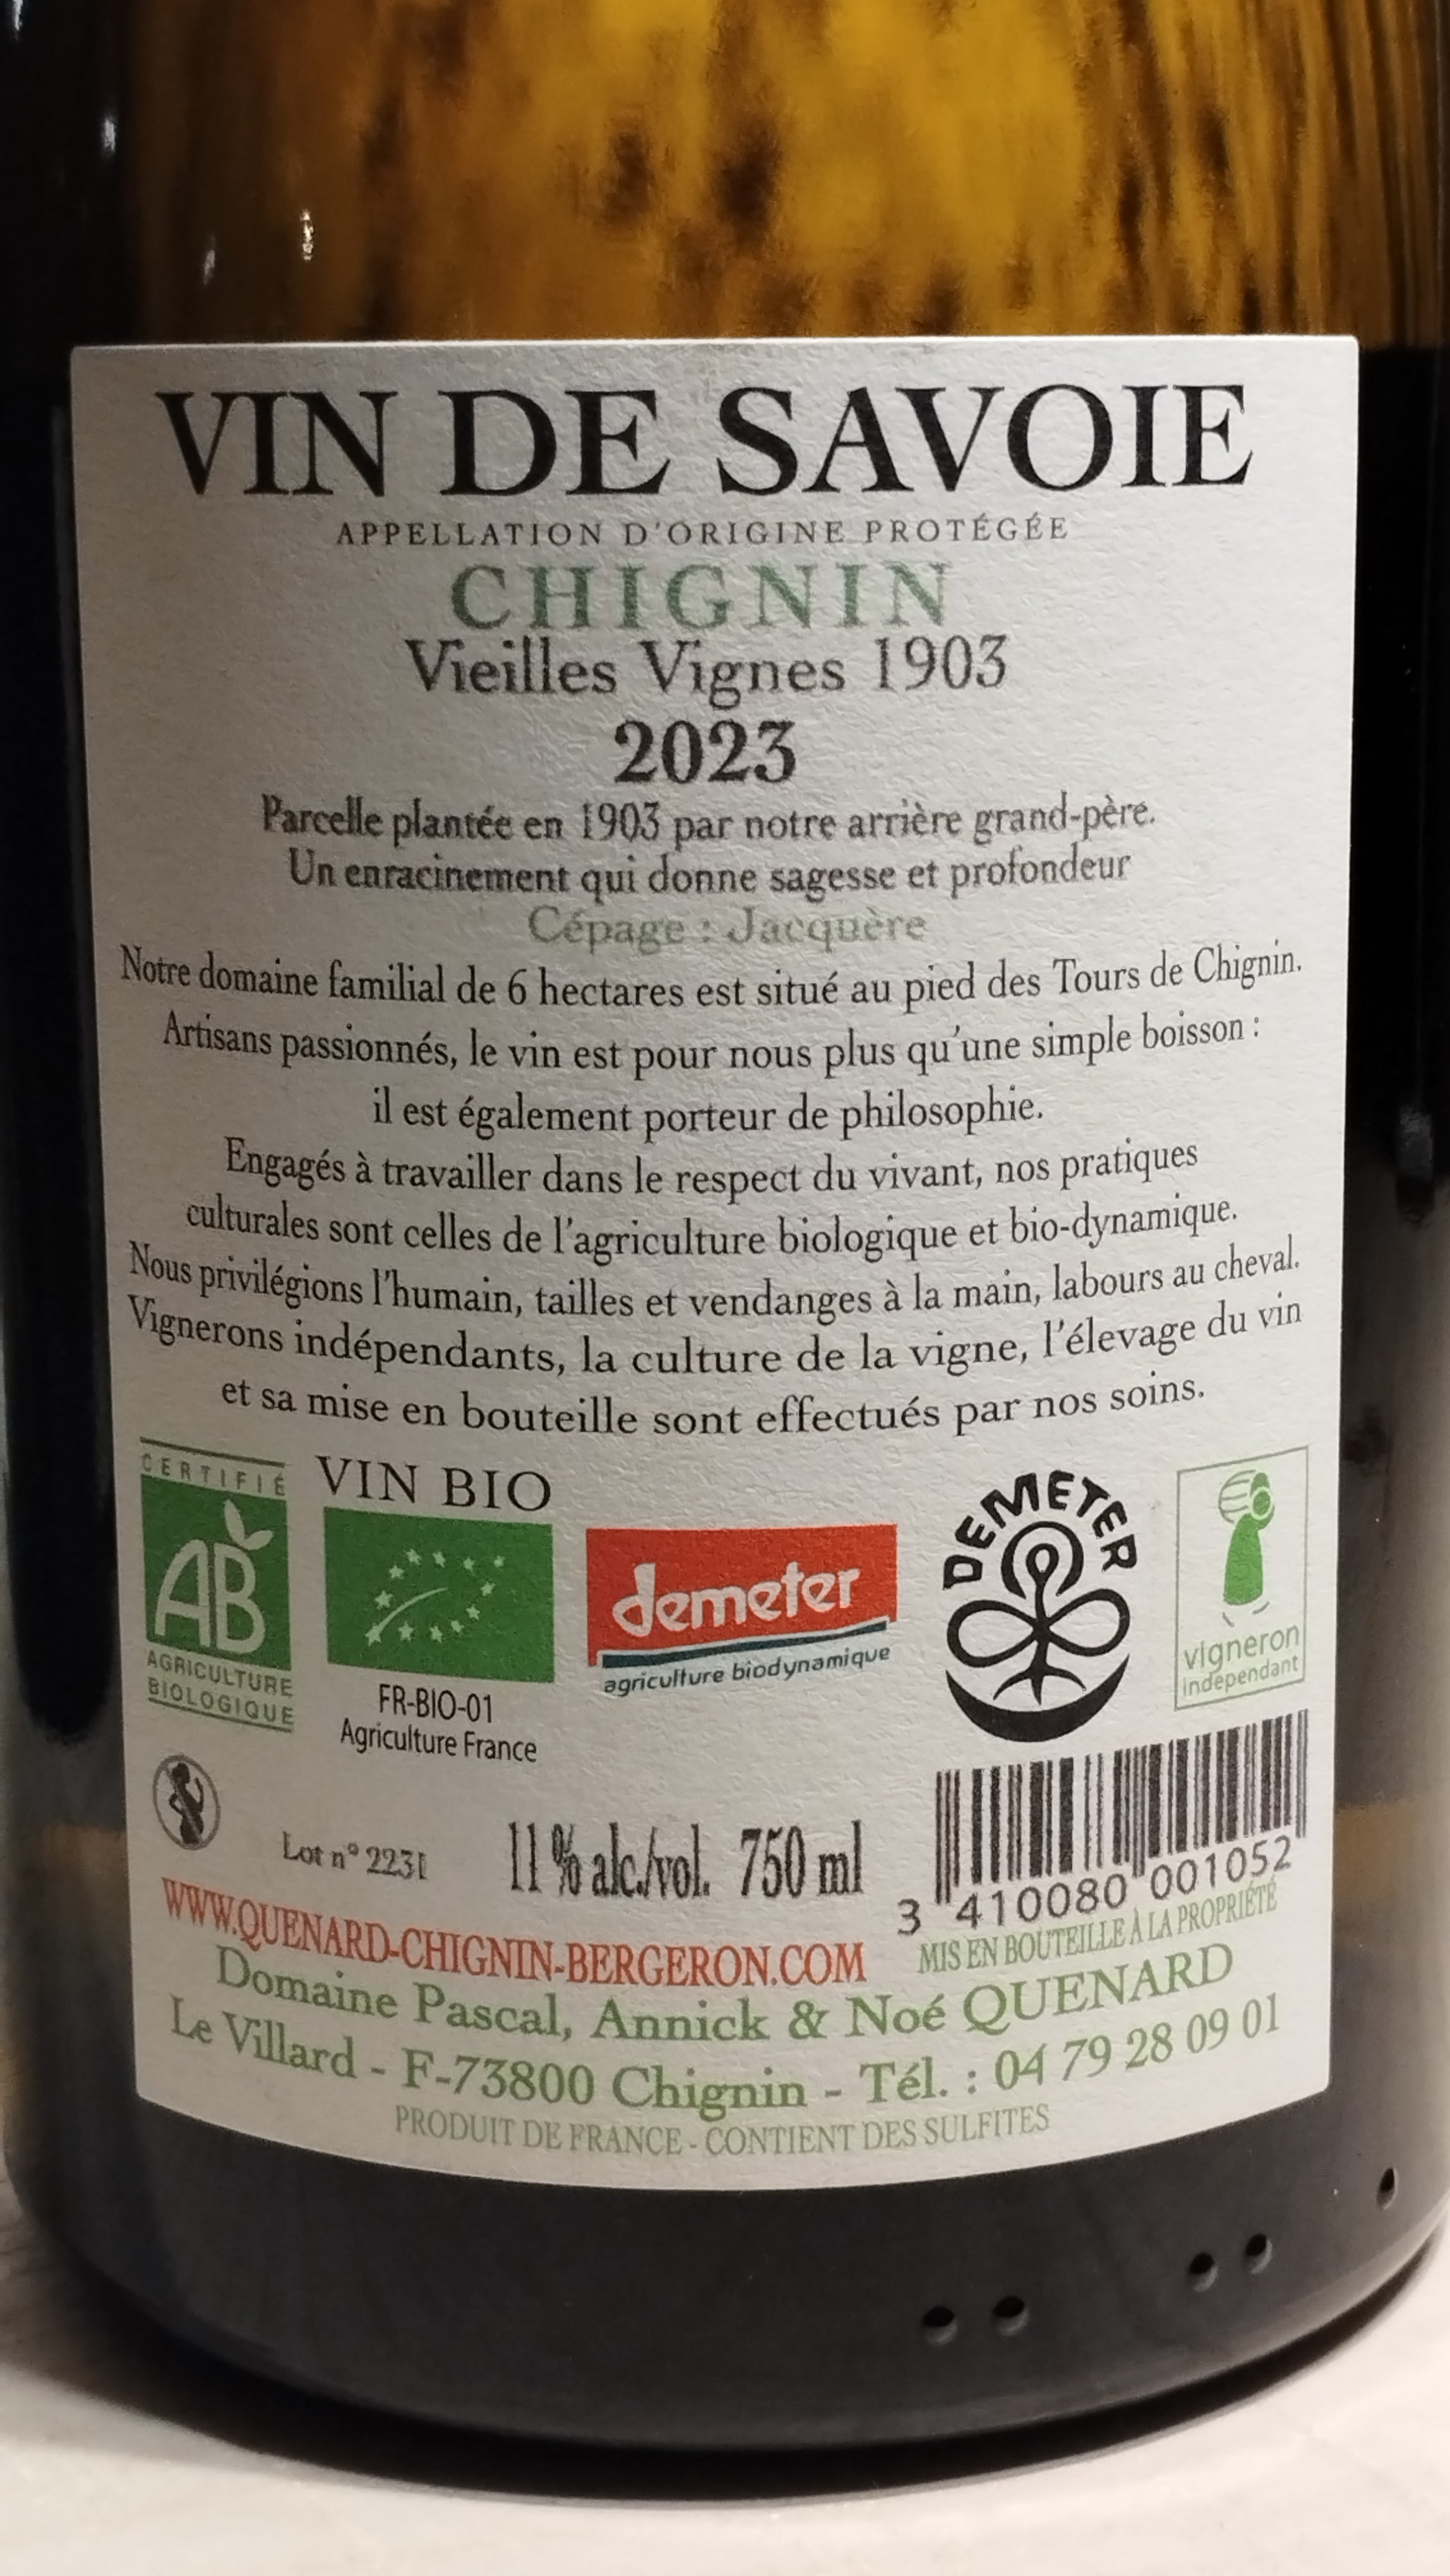 VIN DE SAVOIE
APPELLATION D'ORIGINE PROTÉGÉE
CHIGNIN
Vieilles Vignes 1903
2023
Parcelle plantée en 1903 par notre arrière grand-père.
Un enracinement qui donne sagesse et profondeur
Cépage : Jacquère
Notre domaine familial de 6 hectares est situé au pied des Tours de Chignin.
Artisans passionnés, le vin est pour nous plus qu'une simple boisson :
il est également porteur de philosophie.
Engagés à travailler dans le respect du vivant, nos pratiques
culturales sont celles de l'agriculture biologique et bio-dynamique.
Nous privilégions l'humain, tailles et vendanges à la main, labours au cheval.
Vignerons indépendants, la culture de la vigne, l'élevage du vin
et sa mise en bouteille sont effectués par nos soins.
CERTIFIÉ
AB
AGRICULTURE
BIOLOGIQUE
VIN BIO
FR-BIO-01
Agriculture France
demeter
agriculture biodynamique
DEMETER
vigneron
indépendant
Lot n° 2231
11 % alc./vol. 750 ml
3 410080 001052
WWW.QUENARD-CHIGNIN-BERGERON.COM
MIS EN BOUTEILLE À LA PROPRIÉTÉ
Domaine Pascal, Annick & Noé QUENARD
Le Villard - F-73800 Chignin - Tél. : 04 79 28 09 01
PRODUIT DE FRANCE - CONTIENT DES SULFITES